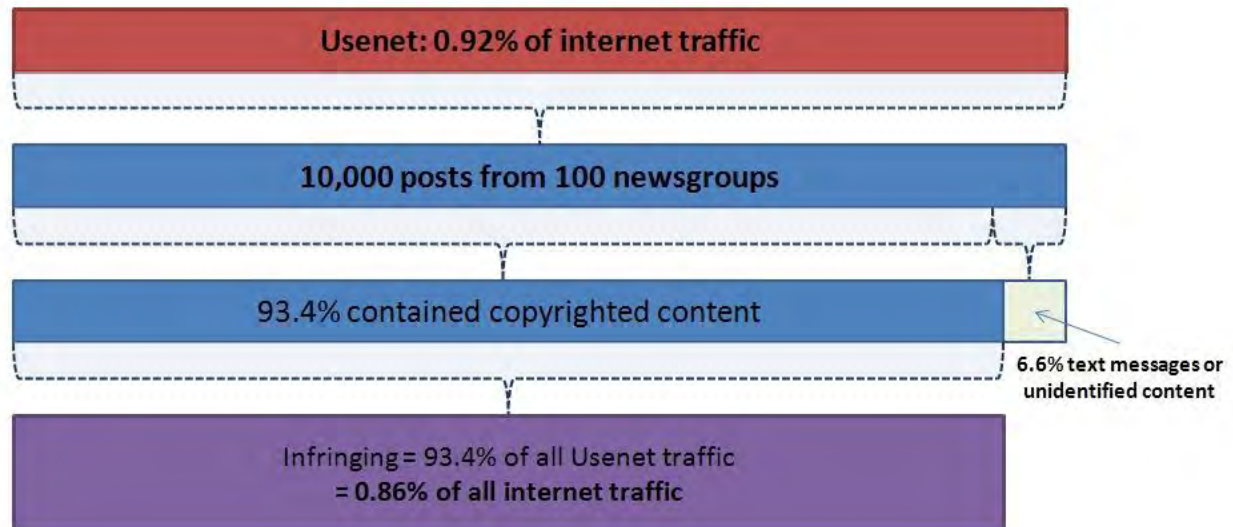 Usenet: 0.92% of internet traffic
10,000 posts from 100 newsgroups
93.4% contained copyrighted content
6.6% text messages or
unidentified content
Infringing = 93.4% of all Usenet traffic
= 0.86% of all internet traffic